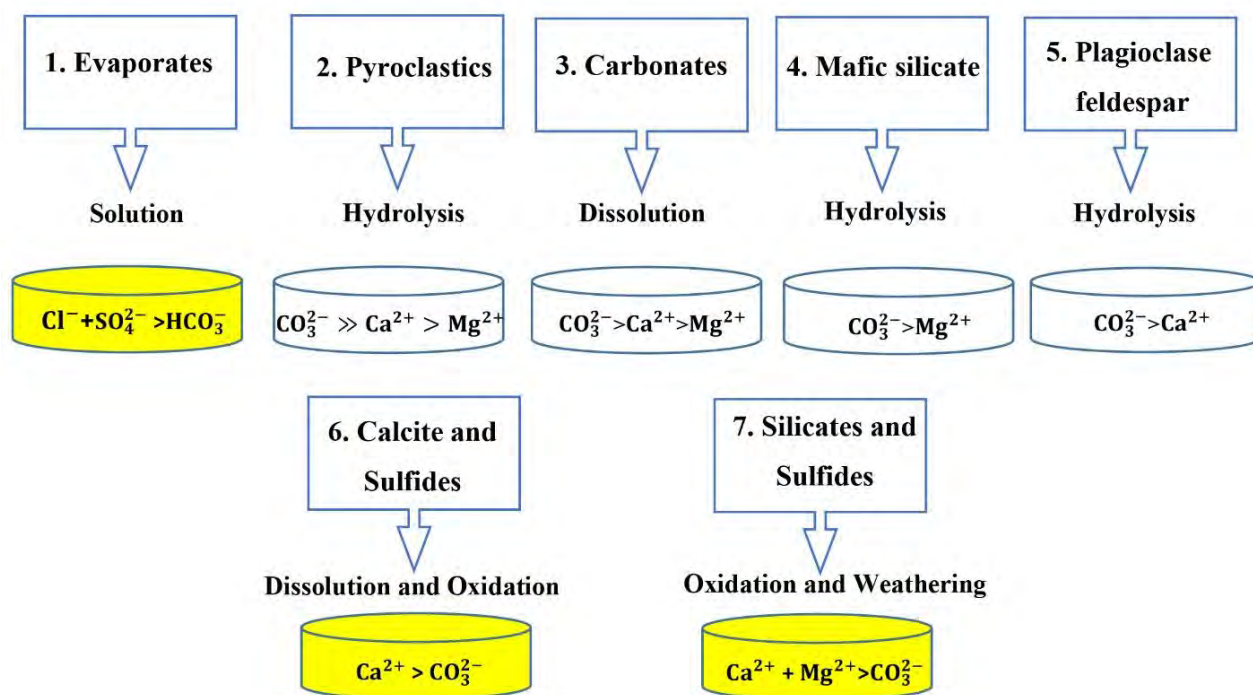 1. Evaporates
2. Pyroclastics
3. Carbonates
4. Mafic silicate
5. Plagioclase
feldespar
Solution
Hydrolysis
Dissolution
Hydrolysis
Hydrolysis
Cl⁻+SO₄²⁻ >HCO₃⁻
CO₃²⁻ ≫ Ca²⁺ > Mg²⁺
CO₃²⁻>Ca²⁺>Mg²⁺
CO₃²⁻>Mg²⁺
CO₃²⁻>Ca²⁺
6. Calcite and
Sulfides
7. Silicates and
Sulfides
Dissolution and Oxidation
Oxidation and Weathering
Ca²⁺ > CO₃²⁻
Ca²⁺ + Mg²⁺>CO₃²⁻